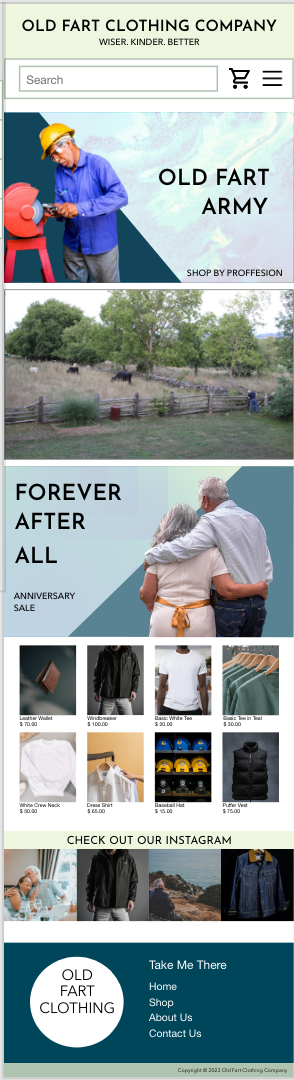 OLD FART CLOTHING COMPANY
WISER. KINDER. BETTER
Search
OLD FART
ARMY
SHOP BY PROFFESION
FOREVER
AFTER
ALL
ANNIVERSARY
SALE
Leather Wallet
$ 70.00
Windbreaker
$ 100.00
Basic White Tee
$ 30.00
Basic Tee in Teal
$ 30.00
White Crew Neck
$ 50.00
Dress Shirt
$ 65.00
Baseball Hat
$ 15.00
Puffer Vest
$ 75.00
CHECK OUT OUR INSTAGRAM
OLD
FART
CLOTHING
Take Me There
Home
Shop
About Us
Contact Us
Copyright © 2023 Old Fart Clothing Company